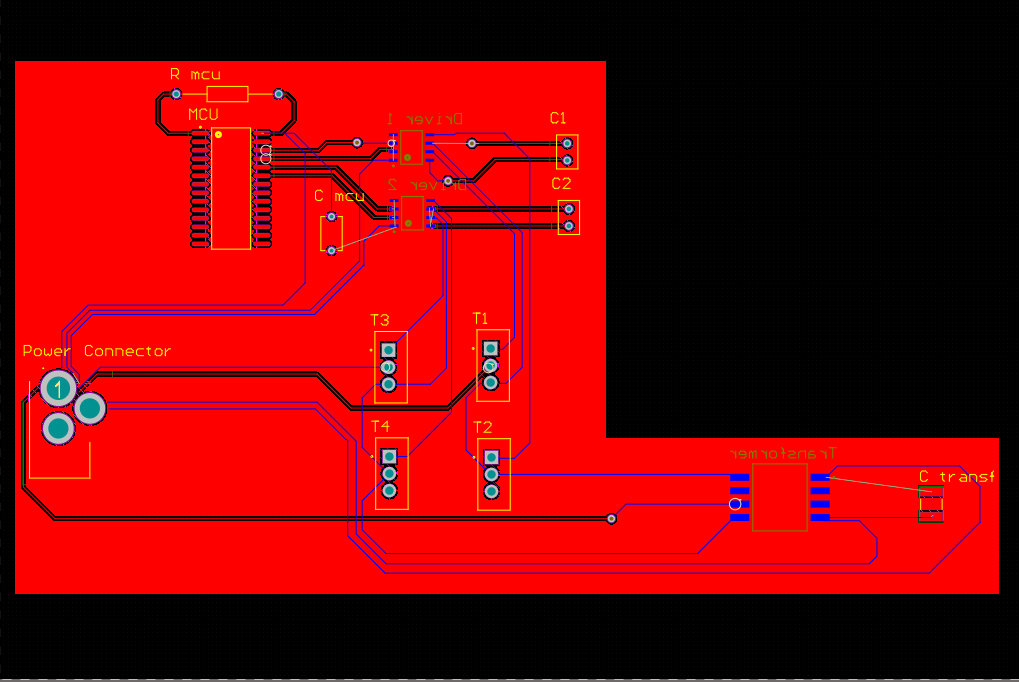 R mcu
MCU
Driver 1
C1
Driver 2
C2
C mcu
T3
T1
Power Connector
1
T4
T2
Transformer
C transf